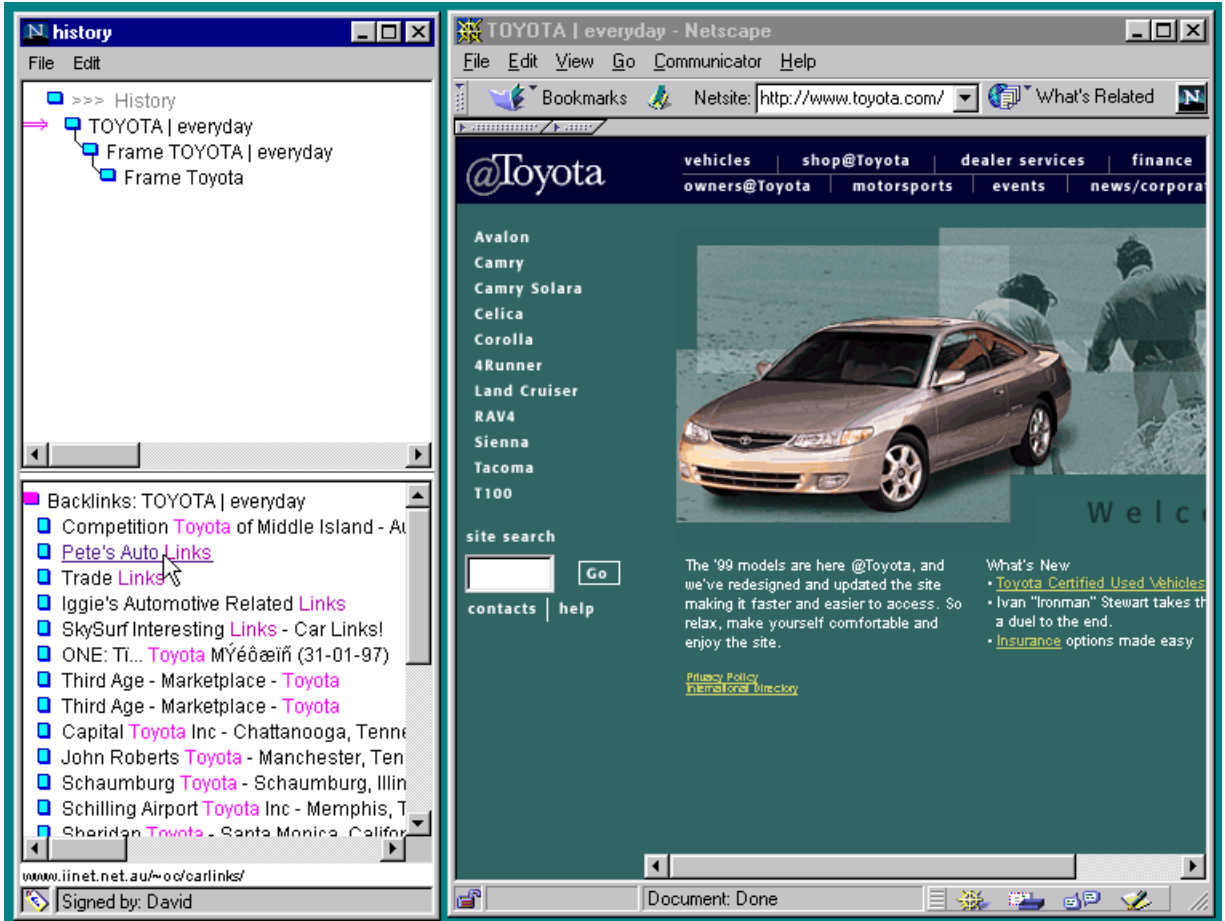 history
File Edit
>>> History
TOYOTA | everyday
Frame TOYOTA | everyday
Frame Toyota
Backlinks: TOYOTA | everyday
Competition Toyota of Middle Island - Au
Pete's Auto Links
Trade Links
Iggie's Automotive Related Links
SkySurf Interesting Links - Car Links!
ONE: Tï... Toyota MÝéôæïñ (31-01-97)
Third Age - Marketplace - Toyota
Third Age - Marketplace - Toyota
Capital Toyota Inc - Chattanooga, Tenne
John Roberts Toyota - Manchester, Ten
Schaumburg Toyota - Schaumburg, Illin
Schilling Airport Toyota Inc - Memphis, T
Sheridan Toyota - Santa Monica, Califor
www.iinet.net.au/~oc/carlinks/
Signed by: David
TOYOTA | everyday - Netscape
File Edit View Go Communicator Help
Bookmarks Netsite: http://www.toyota.com/ What's Related N
@Toyota
vehicles | shop@Toyota | dealer services | finance
owners@Toyota | motorsports | events | news/corporat
Avalon
Camry
Camry Solara
Celica
Corolla
4Runner
Land Cruiser
RAV4
Sienna
Tacoma
T100
site search
Go
contacts | help
Welc
The '99 models are here @Toyota, and
we've redesigned and updated the site
making it faster and easier to access. So
relax, make yourself comfortable and
enjoy the site.
Privacy Policy
International Directory
What's New
• Toyota Certified Used Vehicles
• Ivan "Ironman" Stewart takes th
a duel to the end.
• Insurance options made easy
Document: Done